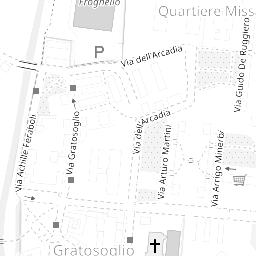 Fraghello
Quartiere Miss
P
Via dell'Arcadia
Via Guido De Ruggiero
Via Achille Feraboli
Via Gratosoglio
Via dell'Arcadia
Via Arturo Martini
Via Arrigo Minerbi
Gratosoglio